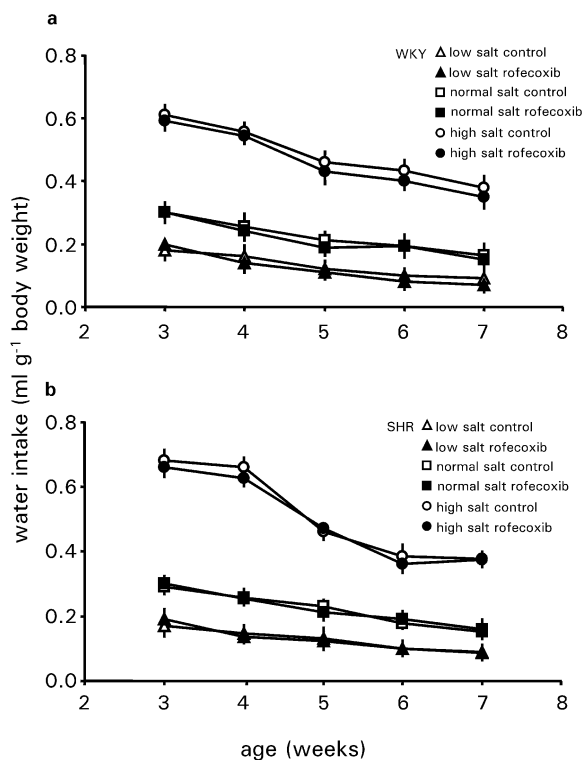 a
0.8
0.6
0.4
0.2
0.0
2 3 4 5 6 7 8
WKY
low salt control
low salt rofecoxib
normal salt control
normal salt rofecoxib
high salt control
high salt rofecoxib
water intake (ml g⁻¹ body weight)
b
0.8
0.6
0.4
0.2
0.0
2 3 4 5 6 7 8
SHR
low salt control
low salt rofecoxib
normal salt control
normal salt rofecoxib
high salt control
high salt rofecoxib
age (weeks)